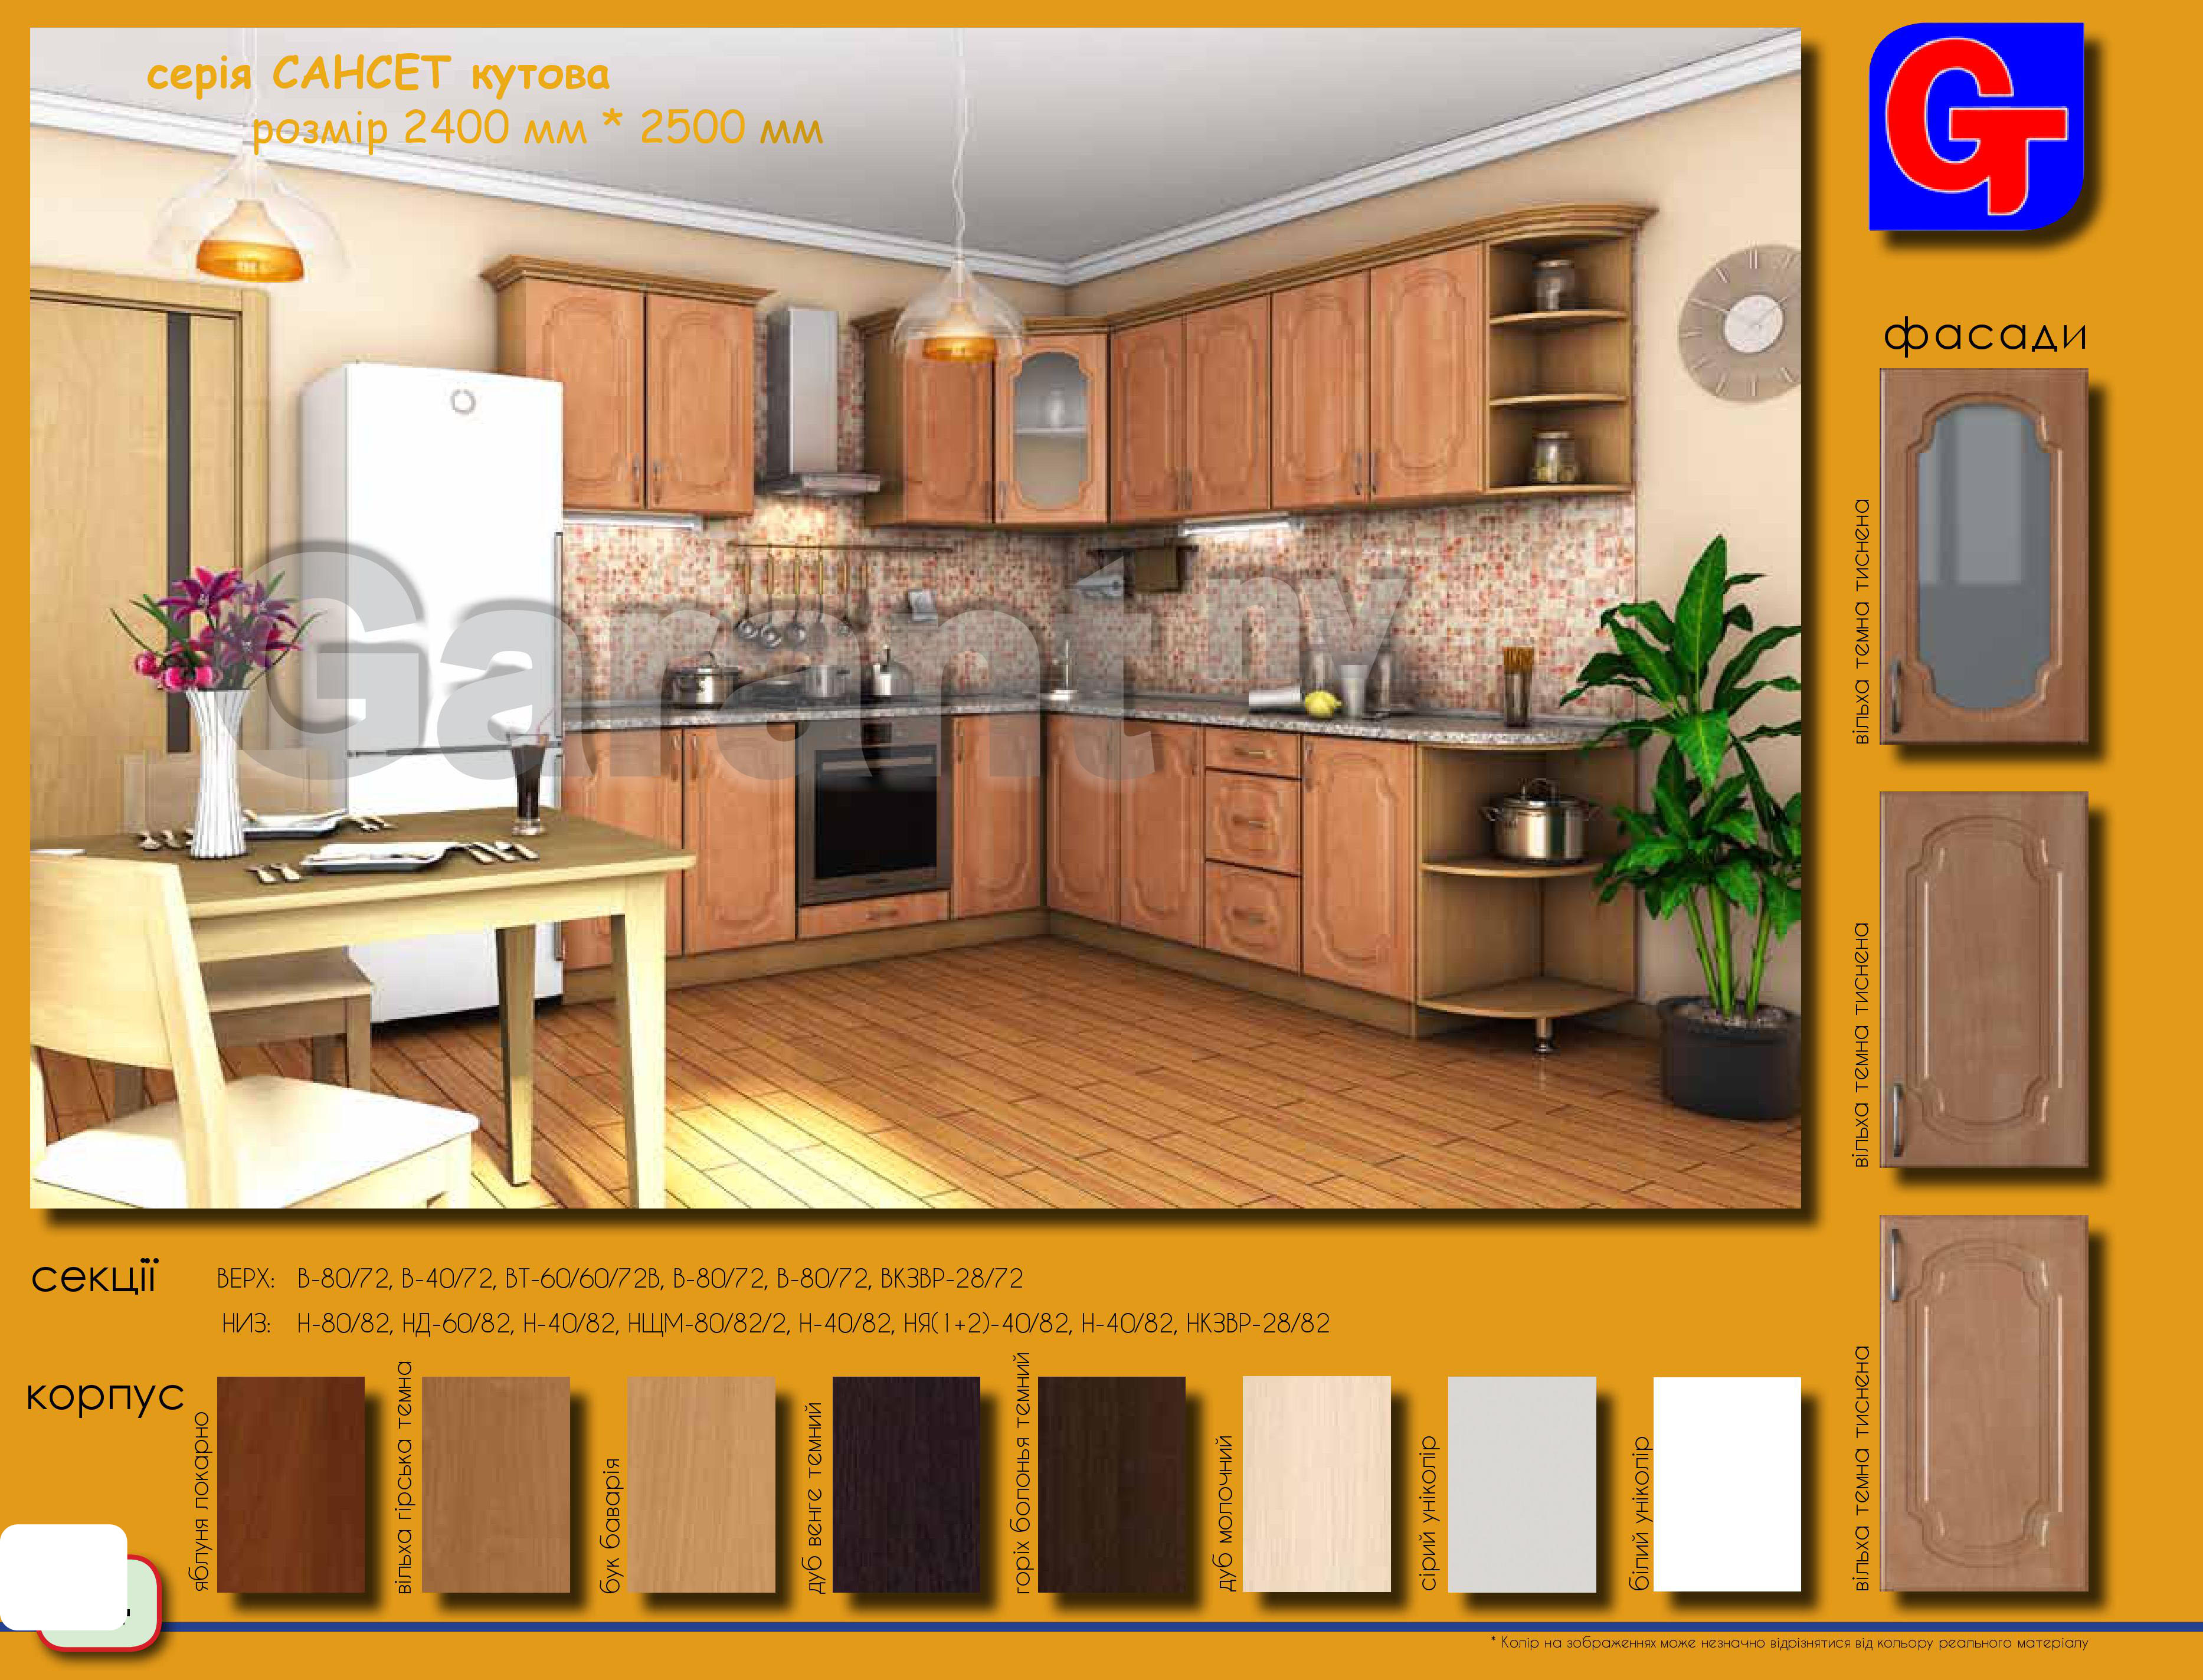 серія САНСЕТ кутова
розмір 2400 мм * 2500 мм
GT
фасади
Garant nv
вільха темна тиснена
вільха темна тиснена
вільха темна тиснена
секції
ВЕРХ: В-80/72, В-40/72, ВТ-60/60/72В, В-80/72, В-80/72, ВКЗВР-28/72
НИЗ: Н-80/82, НД-60/82, Н-40/82, НЩМ-80/82/2, Н-40/82, НЯ(1+2)-40/82, Н-40/82, НКЗВР-28/82
корпус
яблуня локарно
вільха гірська темна
бук баварія
дуб венге темний
горіх болонья темний
дуб молочний
сірий уніколір
білий уніколір
* Колір на зображеннях може незначно відрізнятися від кольору реального матеріалу